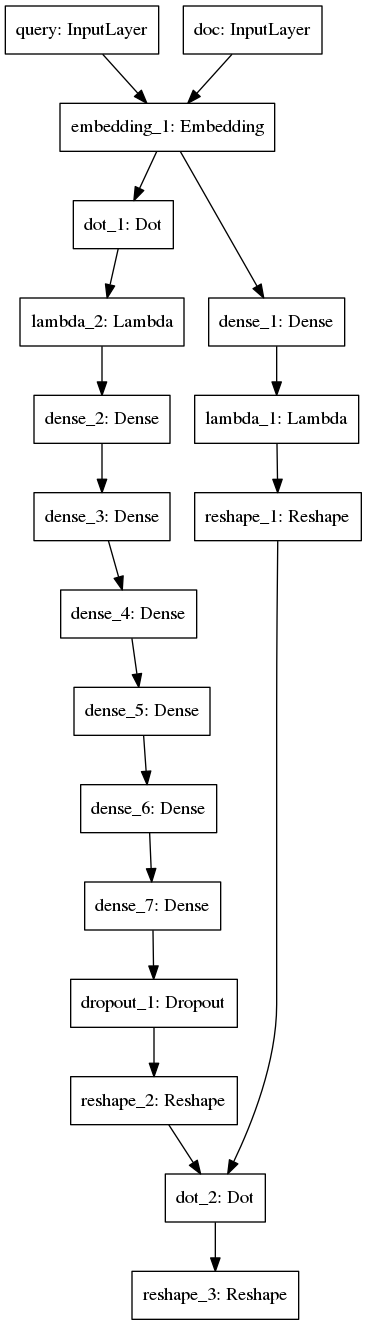 query: InputLayer
doc: InputLayer
embedding_1: Embedding
dot_1: Dot
lambda_2: Lambda
dense_1: Dense
dense_2: Dense
lambda_1: Lambda
dense_3: Dense
reshape_1: Reshape
dense_4: Dense
dense_5: Dense
dense_6: Dense
dense_7: Dense
dropout_1: Dropout
reshape_2: Reshape
dot_2: Dot
reshape_3: Reshape